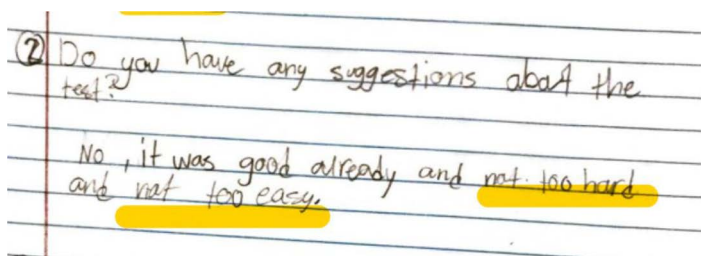 ② Do you have any suggestions about the
test?
No, it was good already and not too hard
and not too easy.